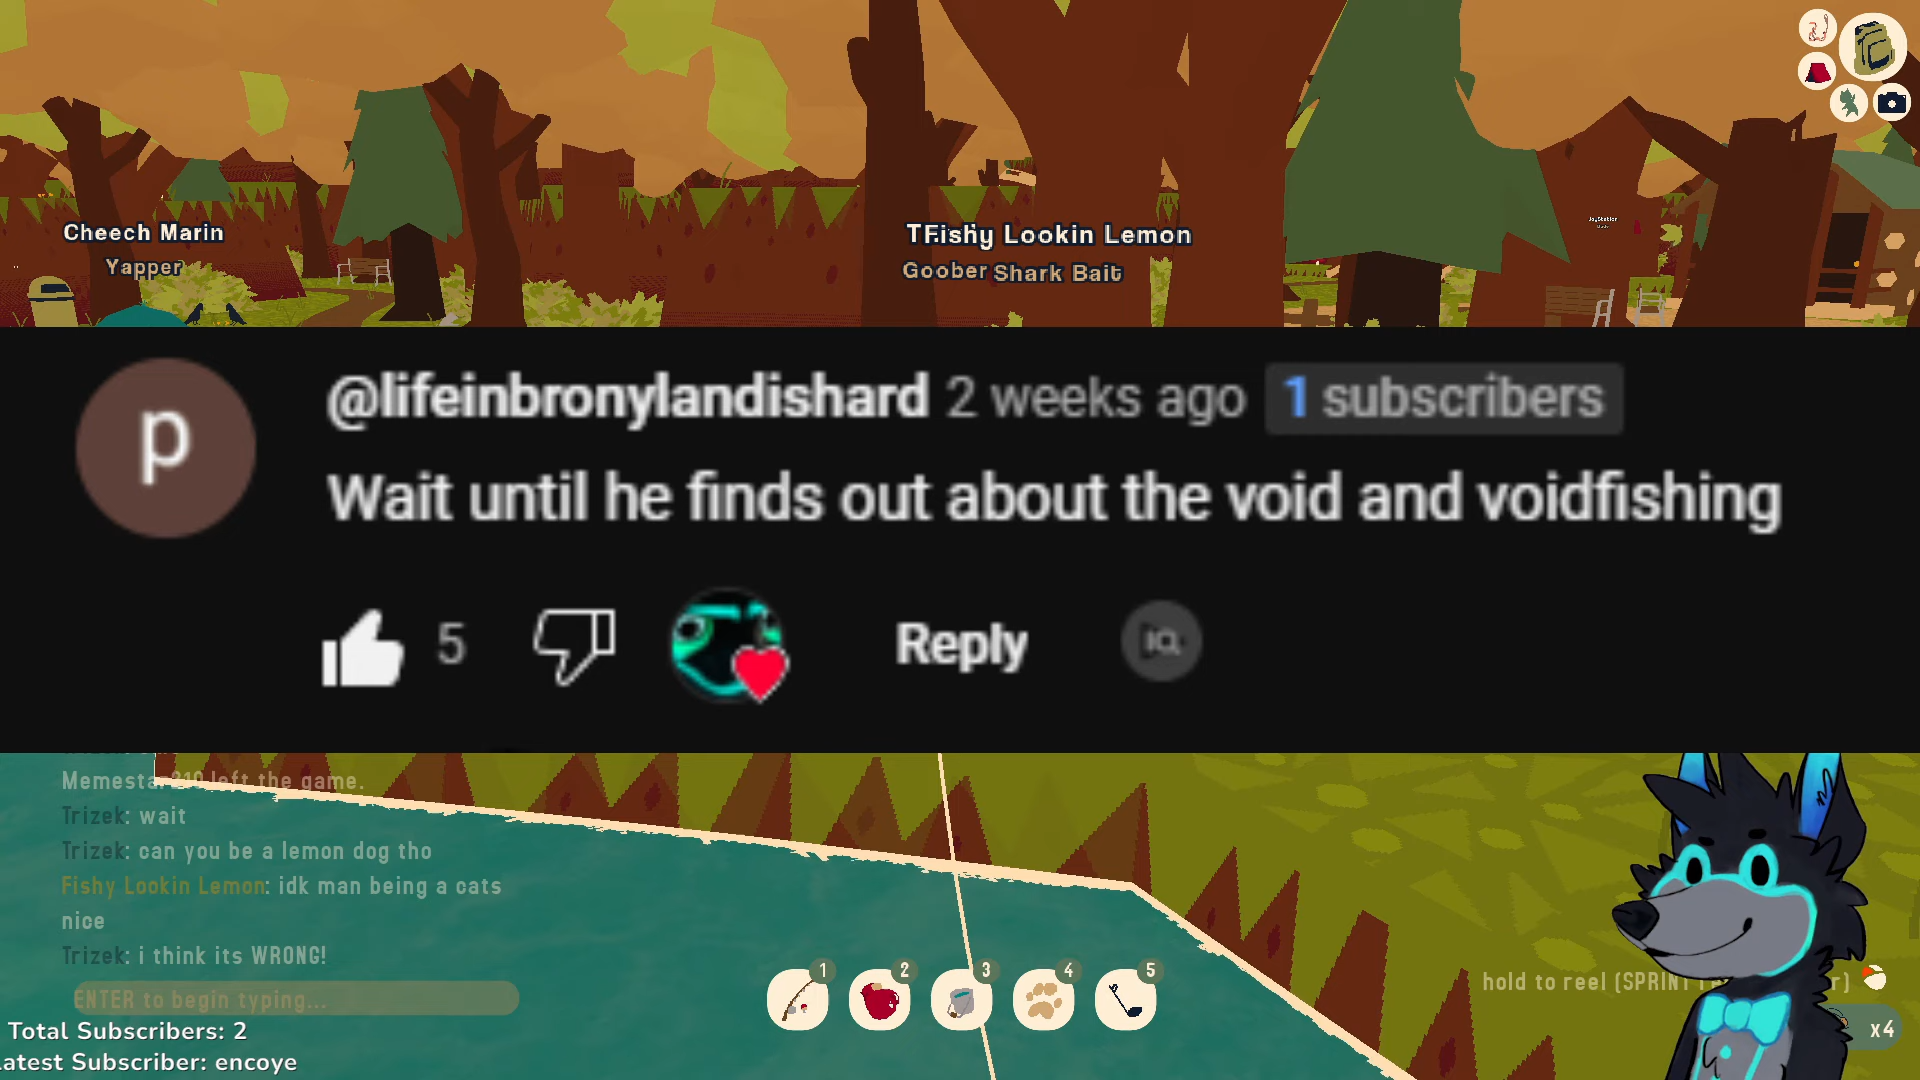 Cheech Marin
Yapper
TFishy Lookin Lemon
Goober Shark Bait
p
@lifeinbronylandishard 2 weeks ago 1 subscribers
Wait until he finds out about the void and voidfishing
5
Reply
IQ
left the game.
Trizek: wait
Trizek: can you be a lemon dog tho
Fishy Lookin Lemon: idk man being a cats
nice
Trizek: i think its WRONG!
ENTER to begin typing...
Total Subscribers: 2
atest Subscriber: encoye
1
2
3
4
5
hold to reel (SPRINT
x4